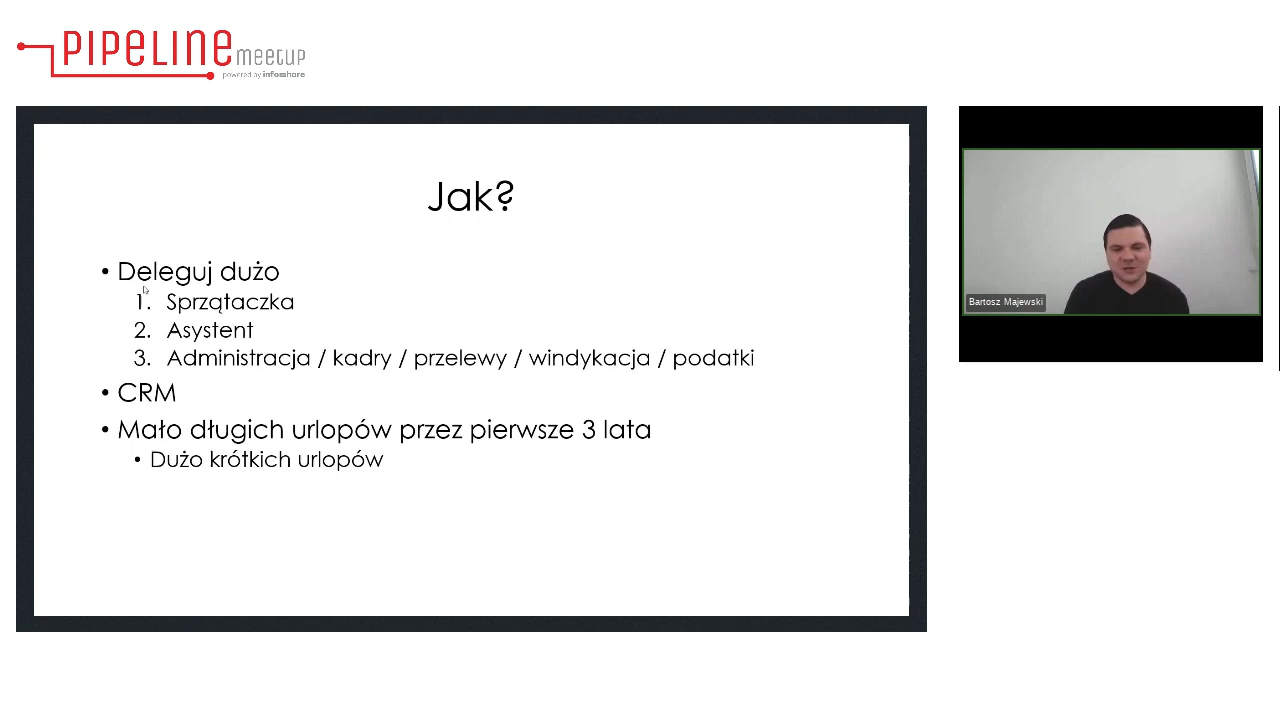 PIPELINE meetup
powered by infoshare
Jak?
• Deleguj dużo
1. Sprzątaczka
2. Asystent
3. Administracja / kadry / przelewy / windykacja / podatki
• CRM
• Mało długich urlopów przez pierwsze 3 lata
• Dużo krótkich urlopów
Bartosz Majewski